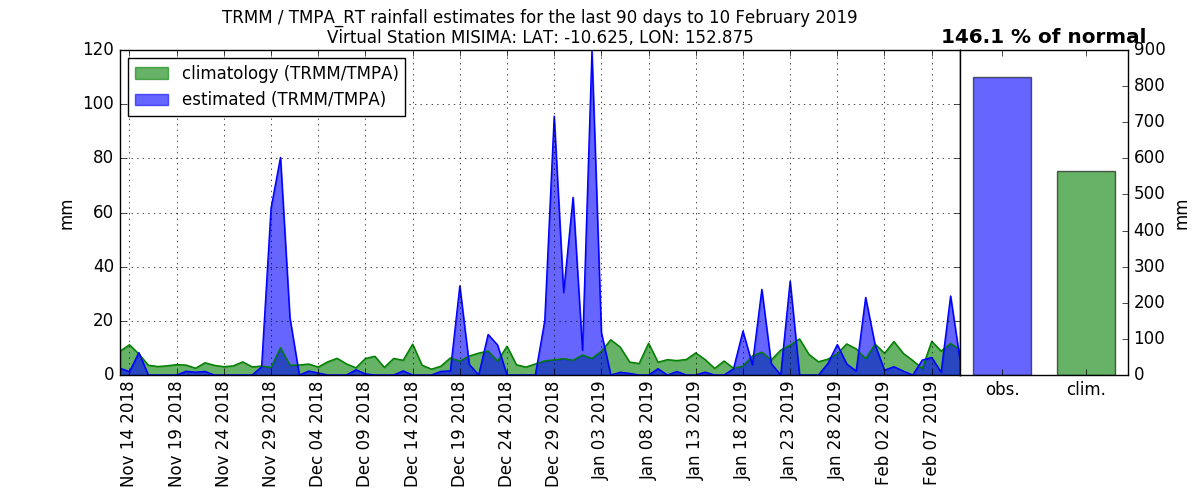 TRMM / TMPA_RT rainfall estimates for the last 90 days to 10 February 2019
Virtual Station MISIMA: LAT: -10.625, LON: 152.875
146.1 % of normal
climatology (TRMM/TMPA)
estimated (TRMM/TMPA)
120
100
80
60
40
20
0
mm
Nov 14 2018
Nov 19 2018
Nov 24 2018
Nov 29 2018
Dec 04 2018
Dec 09 2018
Dec 14 2018
Dec 19 2018
Dec 24 2018
Dec 29 2018
Jan 03 2019
Jan 08 2019
Jan 13 2019
Jan 18 2019
Jan 23 2019
Jan 28 2019
Feb 02 2019
Feb 07 2019
900
800
700
600
500
400
300
200
100
0
mm
obs.
clim.